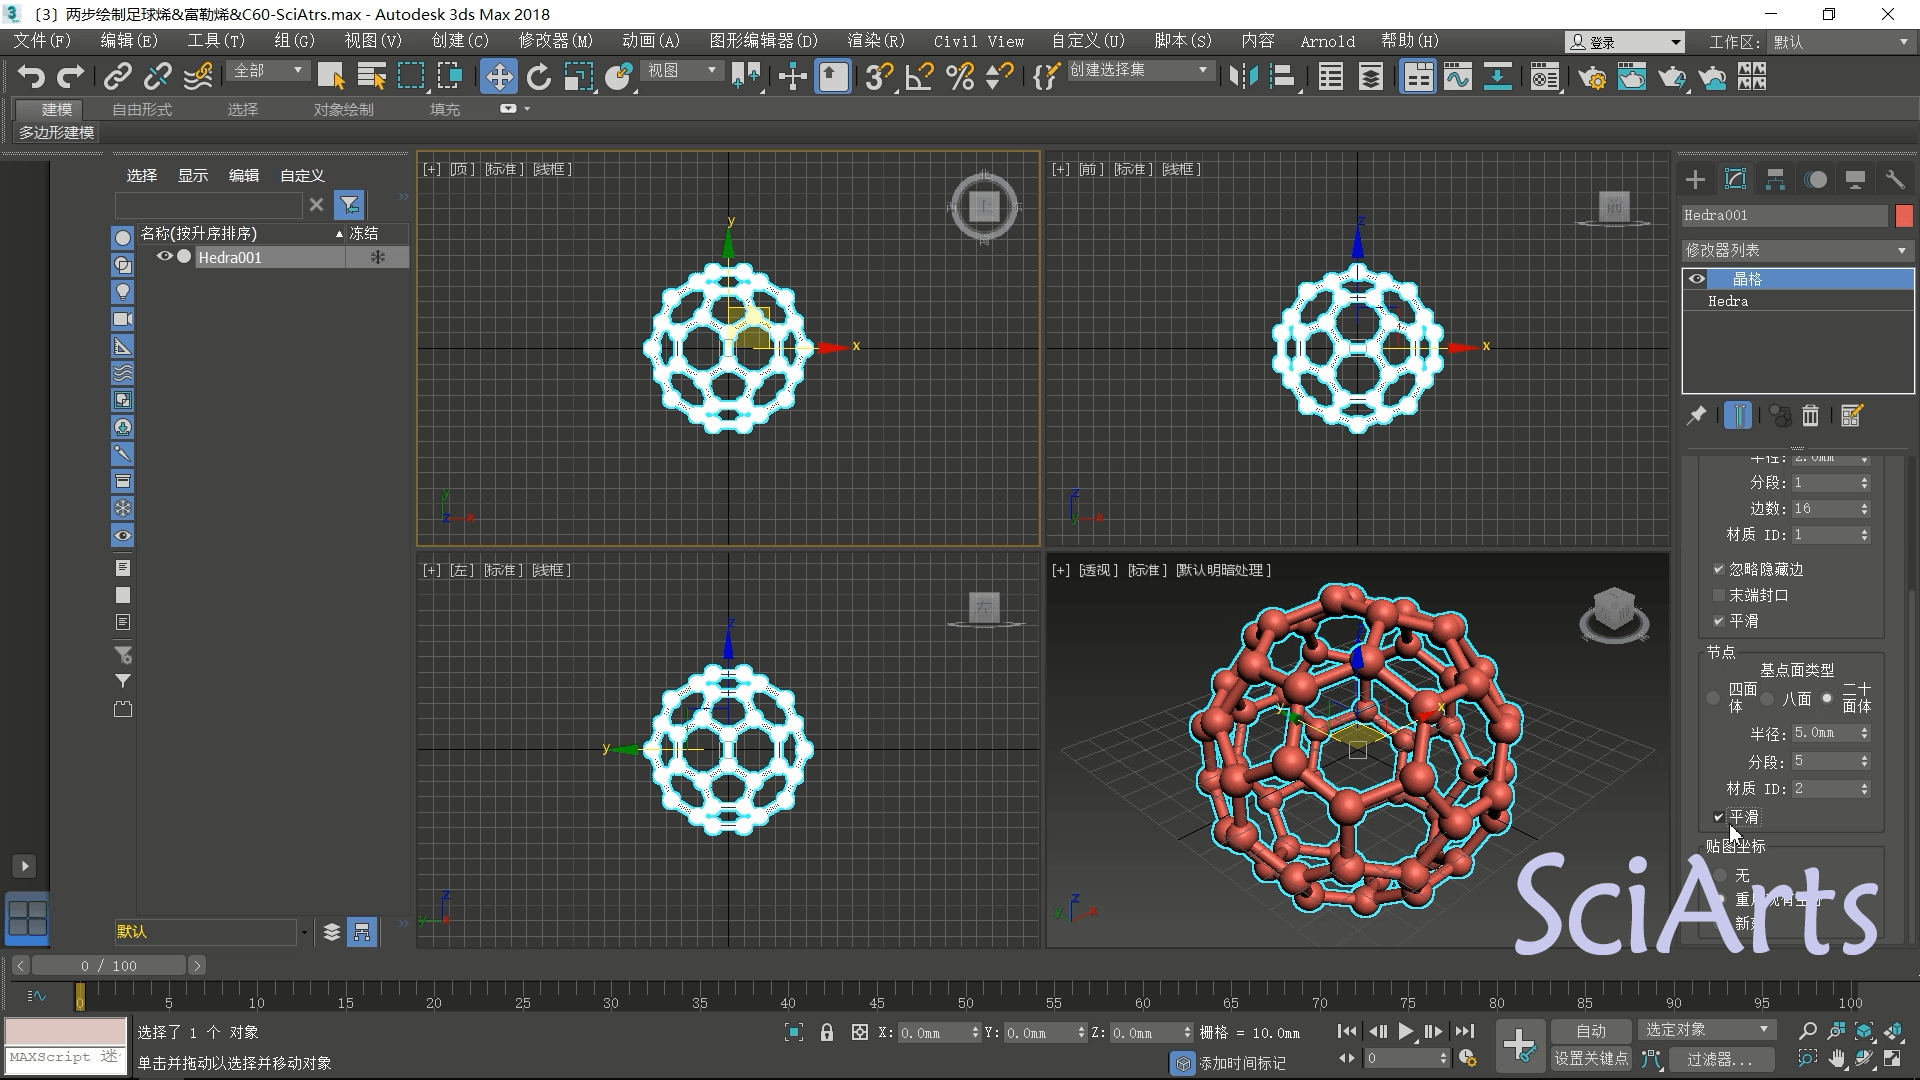 〔3〕两步绘制足球烯&富勒烯&C60-SciAtrs.max - Autodesk 3ds Max 2018
文件(F) 编辑(E) 工具(T) 组(G) 视图(V) 创建(C) 修改器(M) 动画(A) 图形编辑器(D) 渲染(R) Civil View 自定义(U) 脚本(S) 内容 Arnold 帮助(H) 登录 工作区: 默认
全部 视图 创建选择集
建模 自由形式 选择 对象绘制 填充
多边形建模
选择 显示 编辑 自定义
名称(按升序排序) 冻结
Hedra001
默认
[+] [顶] [标准] [线框]
上
北
南
西
东
y
x
[+] [前] [标准] [线框]
前
z
x
[+] [左] [标准] [线框]
左
z
y
[+] [透视] [标准] [默认明暗处理]
Hedra001
修改器列表
晶格
Hedra
半径: 2.0mm
分段: 1
边数: 16
材质 ID: 1
忽略隐藏边
末端封口
平滑
节点
基点面类型
四面体 八面 二十面体
半径: 5.0mm
分段: 5
材质 ID: 2
平滑
贴图坐标
无
SciArts
0 / 100
0 5 10 15 20 25 30 35 40 45 50 55 60 65 70 75 80 85 90 95 100
选择了 1 个 对象
X: 0.0mm Y: 0.0mm Z: 0.0mm 栅格 = 10.0mm
自动 选定对象
MAXScript 迷
单击并拖动以选择并移动对象
添加时间标记
0
设置关键点 过滤器...